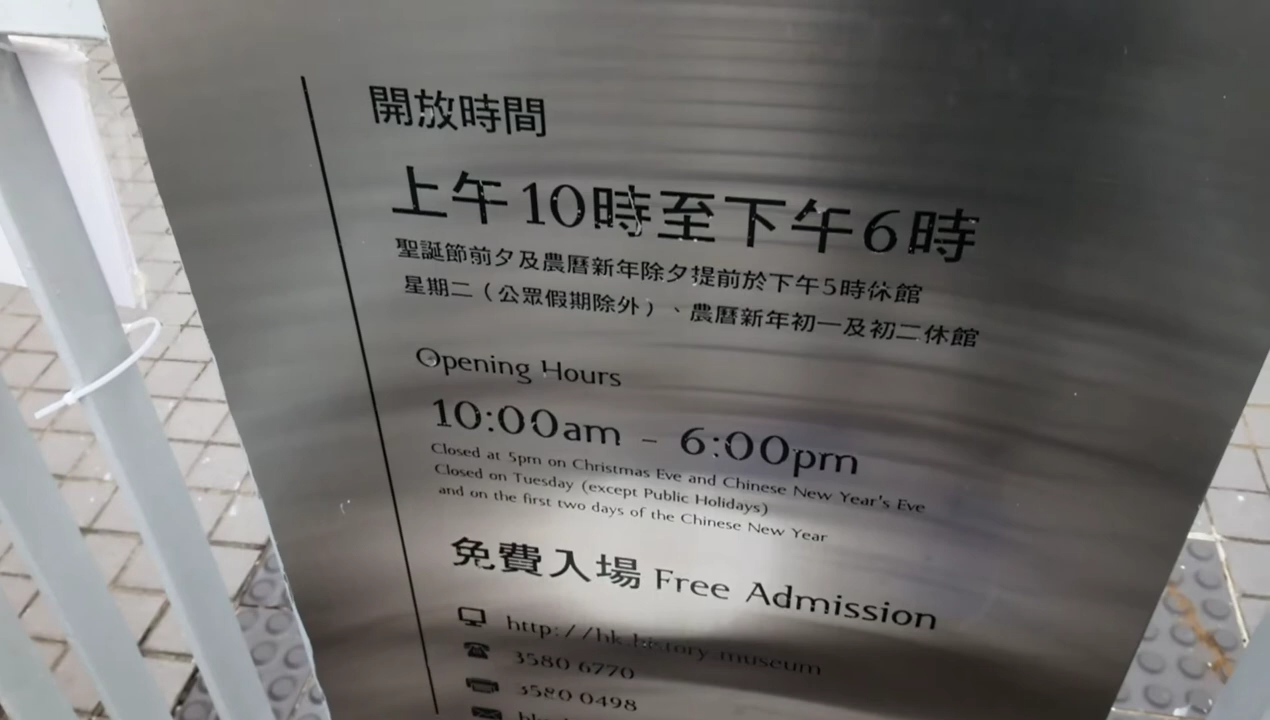 開放時間
上午10時至下午6時
聖誕節前夕及農曆新年除夕提前於下午5時休館
星期二（公眾假期除外）、農曆新年初一及初二休館
Opening Hours
10:00am - 6:00pm
Closed at 5pm on Christmas Eve and Chinese New Year's Eve
Closed on Tuesday (except Public Holidays)
and on the first two days of the Chinese New Year
免費入場 Free Admission
http://hk.history.museum
3580 6770
3580 0498